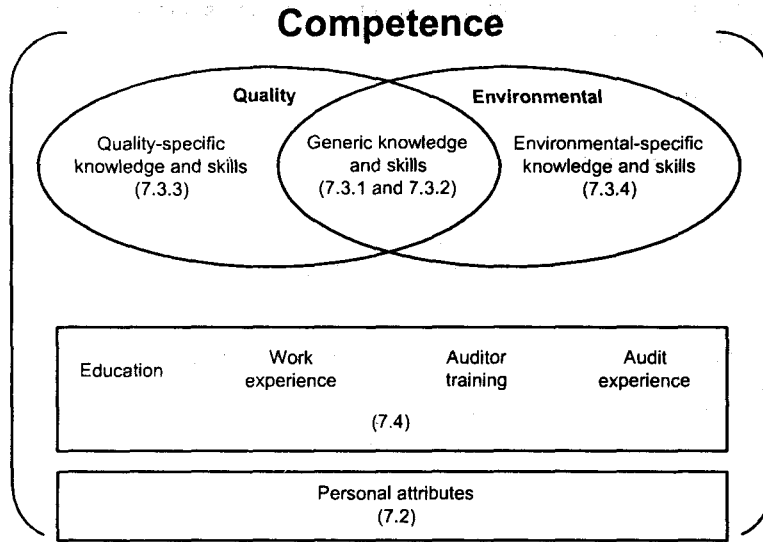 Competence
Quality
Environmental
Quality-specific
knowledge and skills
(7.3.3)
Generic knowledge
and skills
(7.3.1 and 7.3.2)
Environmental-specific
knowledge and skills
(7.3.4)
Education
Work
experience
Auditor
training
Audit
experience
(7.4)
Personal attributes
(7.2)